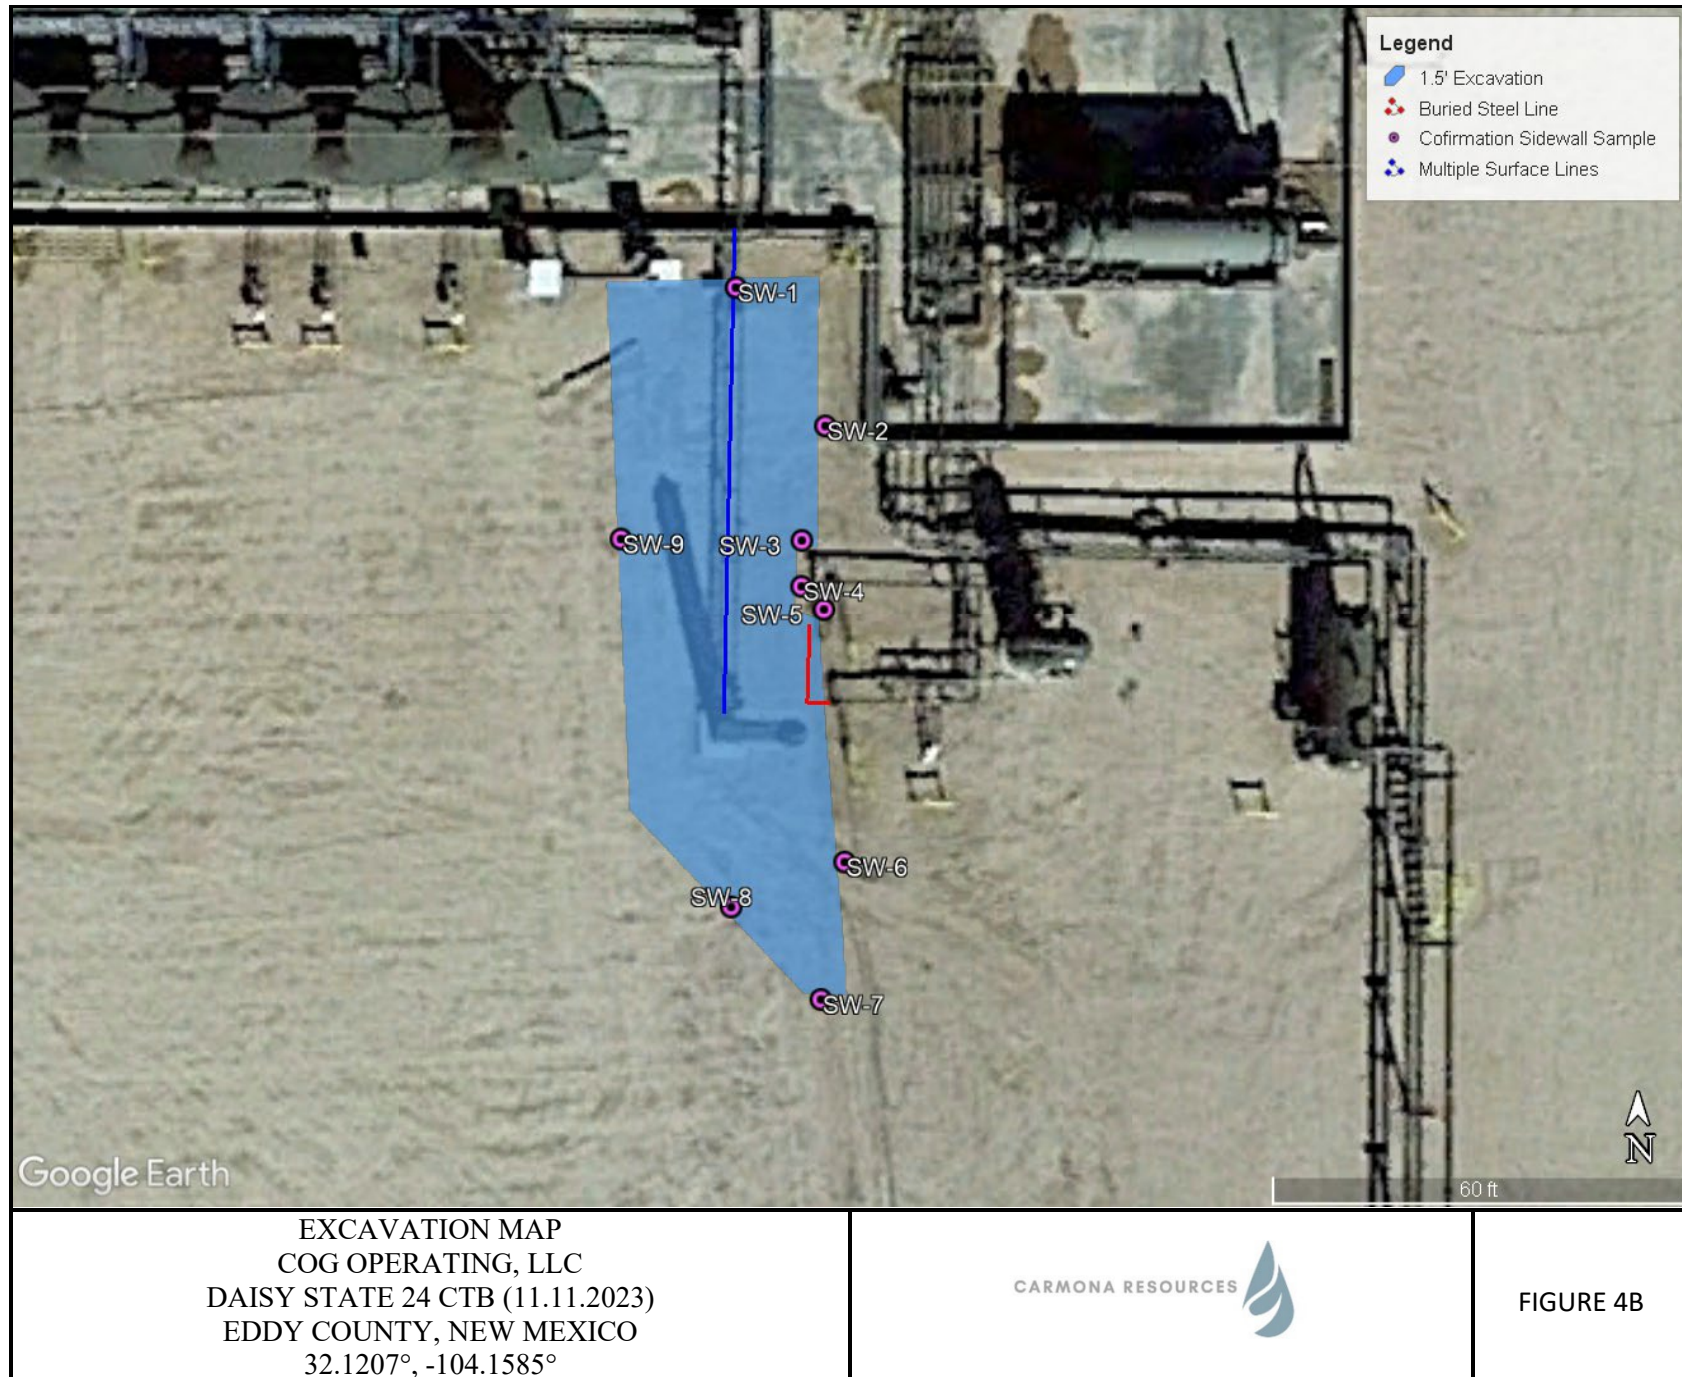 Legend
1.5' Excavation
Buried Steel Line
Cofirmation Sidewall Sample
Multiple Surface Lines
SW-1
SW-2
SW-9
SW-3
SW-4
SW-5
SW-6
SW-8
SW-7
N
Google Earth
60 ft
EXCAVATION MAP
COG OPERATING, LLC
DAISY STATE 24 CTB (11.11.2023)
EDDY COUNTY, NEW MEXICO
32.1207°, -104.1585°
CARMONA RESOURCES
FIGURE 4B